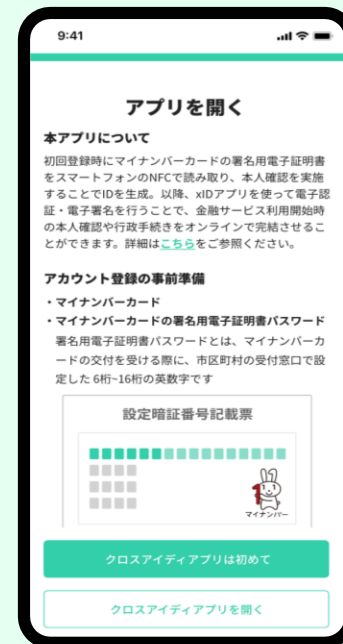 9:41
アプリを開く
本アプリについて
初回登録時にマイナンバーカードの署名用電子証明書
をスマートフォンのNFCで読み取り、本人確認を実施
することでIDを生成。以降、xIDアプリを使って電子認
証・電子署名を行うことで、金融サービス利用開始時
の本人確認や行政手続きをオンラインで完結させるこ
とができます。詳細はこちらをご参照ください。
アカウント登録の事前準備
・マイナンバーカード
・マイナンバーカードの署名用電子証明書パスワード
署名用電子証明書パスワードとは、マイナンバーカ
ードの交付を受ける際に、市区町村の受付窓口で設
定した 6桁~16桁の英数字です
設定暗証番号記載票
マイナンバー
クロスアイディアプリは初めて
クロスアイディアプリを開く